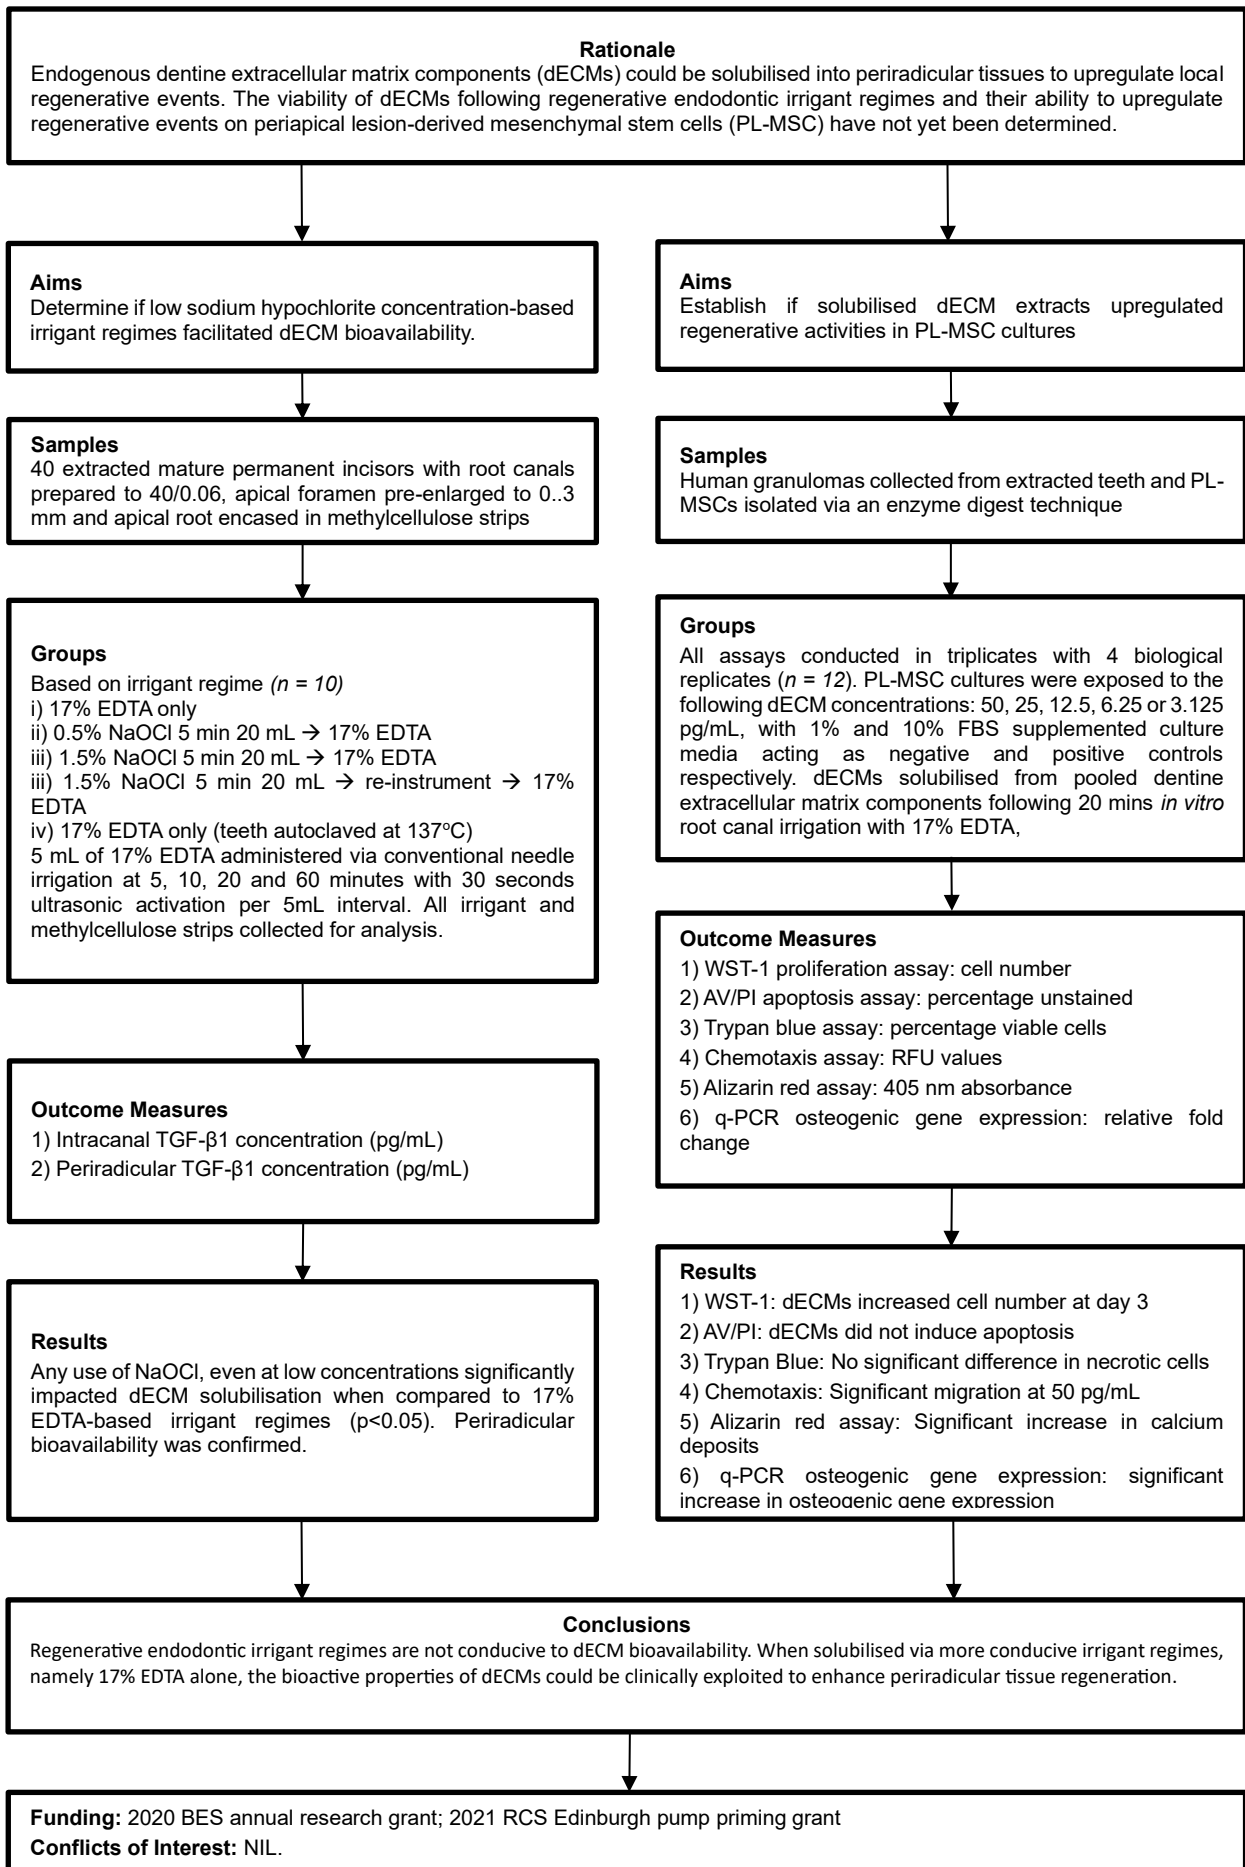 Rationale
Endogenous dentine extracellular matrix components (dECMs) could be solubilised into periradicular tissues to upregulate local
regenerative events. The viability of dECMs following regenerative endodontic irrigant regimes and their ability to upregulate
regenerative events on periapical lesion-derived mesenchymal stem cells (PL-MSC) have not yet been determined.
Aims
Determine if low sodium hypochlorite concentration-based
irrigant regimes facilitated dECM bioavailability.
Samples
40 extracted mature permanent incisors with root canals
prepared to 40/0.06, apical foramen pre-enlarged to 0..3
mm and apical root encased in methylcellulose strips
Groups
Based on irrigant regime (n = 10)
i) 17% EDTA only
ii) 0.5% NaOCl 5 min 20 mL → 17% EDTA
iii) 1.5% NaOCl 5 min 20 mL → 17% EDTA
iii) 1.5% NaOCl 5 min 20 mL → re-instrument → 17%
EDTA
iv) 17% EDTA only (teeth autoclaved at 137°C)
5 mL of 17% EDTA administered via conventional needle
irrigation at 5, 10, 20 and 60 minutes with 30 seconds
ultrasonic activation per 5mL interval. All irrigant and
methylcellulose strips collected for analysis.
Outcome Measures
1) Intracanal TGF-β1 concentration (pg/mL)
2) Periradicular TGF-β1 concentration (pg/mL)
Results
Any use of NaOCl, even at low concentrations significantly
impacted dECM solubilisation when compared to 17%
EDTA-based irrigant regimes (p<0.05). Periradicular
bioavailability was confirmed.
Aims
Establish if solubilised dECM extracts upregulated
regenerative activities in PL-MSC cultures
Samples
Human granulomas collected from extracted teeth and PL-
MSCs isolated via an enzyme digest technique
Groups
All assays conducted in triplicates with 4 biological
replicates (n = 12). PL-MSC cultures were exposed to the
following dECM concentrations: 50, 25, 12.5, 6.25 or 3.125
pg/mL, with 1% and 10% FBS supplemented culture
media acting as negative and positive controls
respectively. dECMs solubilised from pooled dentine
extracellular matrix components following 20 mins in vitro
root canal irrigation with 17% EDTA,
Outcome Measures
1) WST-1 proliferation assay: cell number
2) AV/PI apoptosis assay: percentage unstained
3) Trypan blue assay: percentage viable cells
4) Chemotaxis assay: RFU values
5) Alizarin red assay: 405 nm absorbance
6) q-PCR osteogenic gene expression: relative fold
change
Results
1) WST-1: dECMs increased cell number at day 3
2) AV/PI: dECMs did not induce apoptosis
3) Trypan Blue: No significant difference in necrotic cells
4) Chemotaxis: Significant migration at 50 pg/mL
5) Alizarin red assay: Significant increase in calcium
deposits
6) q-PCR osteogenic gene expression: significant
increase in osteogenic gene expression
Conclusions
Regenerative endodontic irrigant regimes are not conducive to dECM bioavailability. When solubilised via more conducive irrigant regimes,
namely 17% EDTA alone, the bioactive properties of dECMs could be clinically exploited to enhance periradicular tissue regeneration.
Funding: 2020 BES annual research grant; 2021 RCS Edinburgh pump priming grant
Conflicts of Interest: NIL.